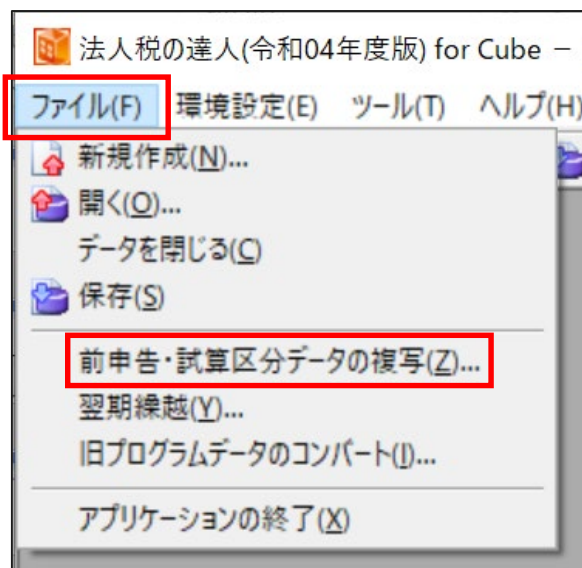 法人税の達人(令和04年度版) for Cube －
ファイル(F) 環境設定(E) ツール(T) ヘルプ(H)
新規作成(N)...
開く(O)...
データを閉じる(C)
保存(S)
前申告・試算区分データの複写(Z)...
翌期繰越(Y)...
旧プログラムデータのコンバート(I)...
アプリケーションの終了(X)